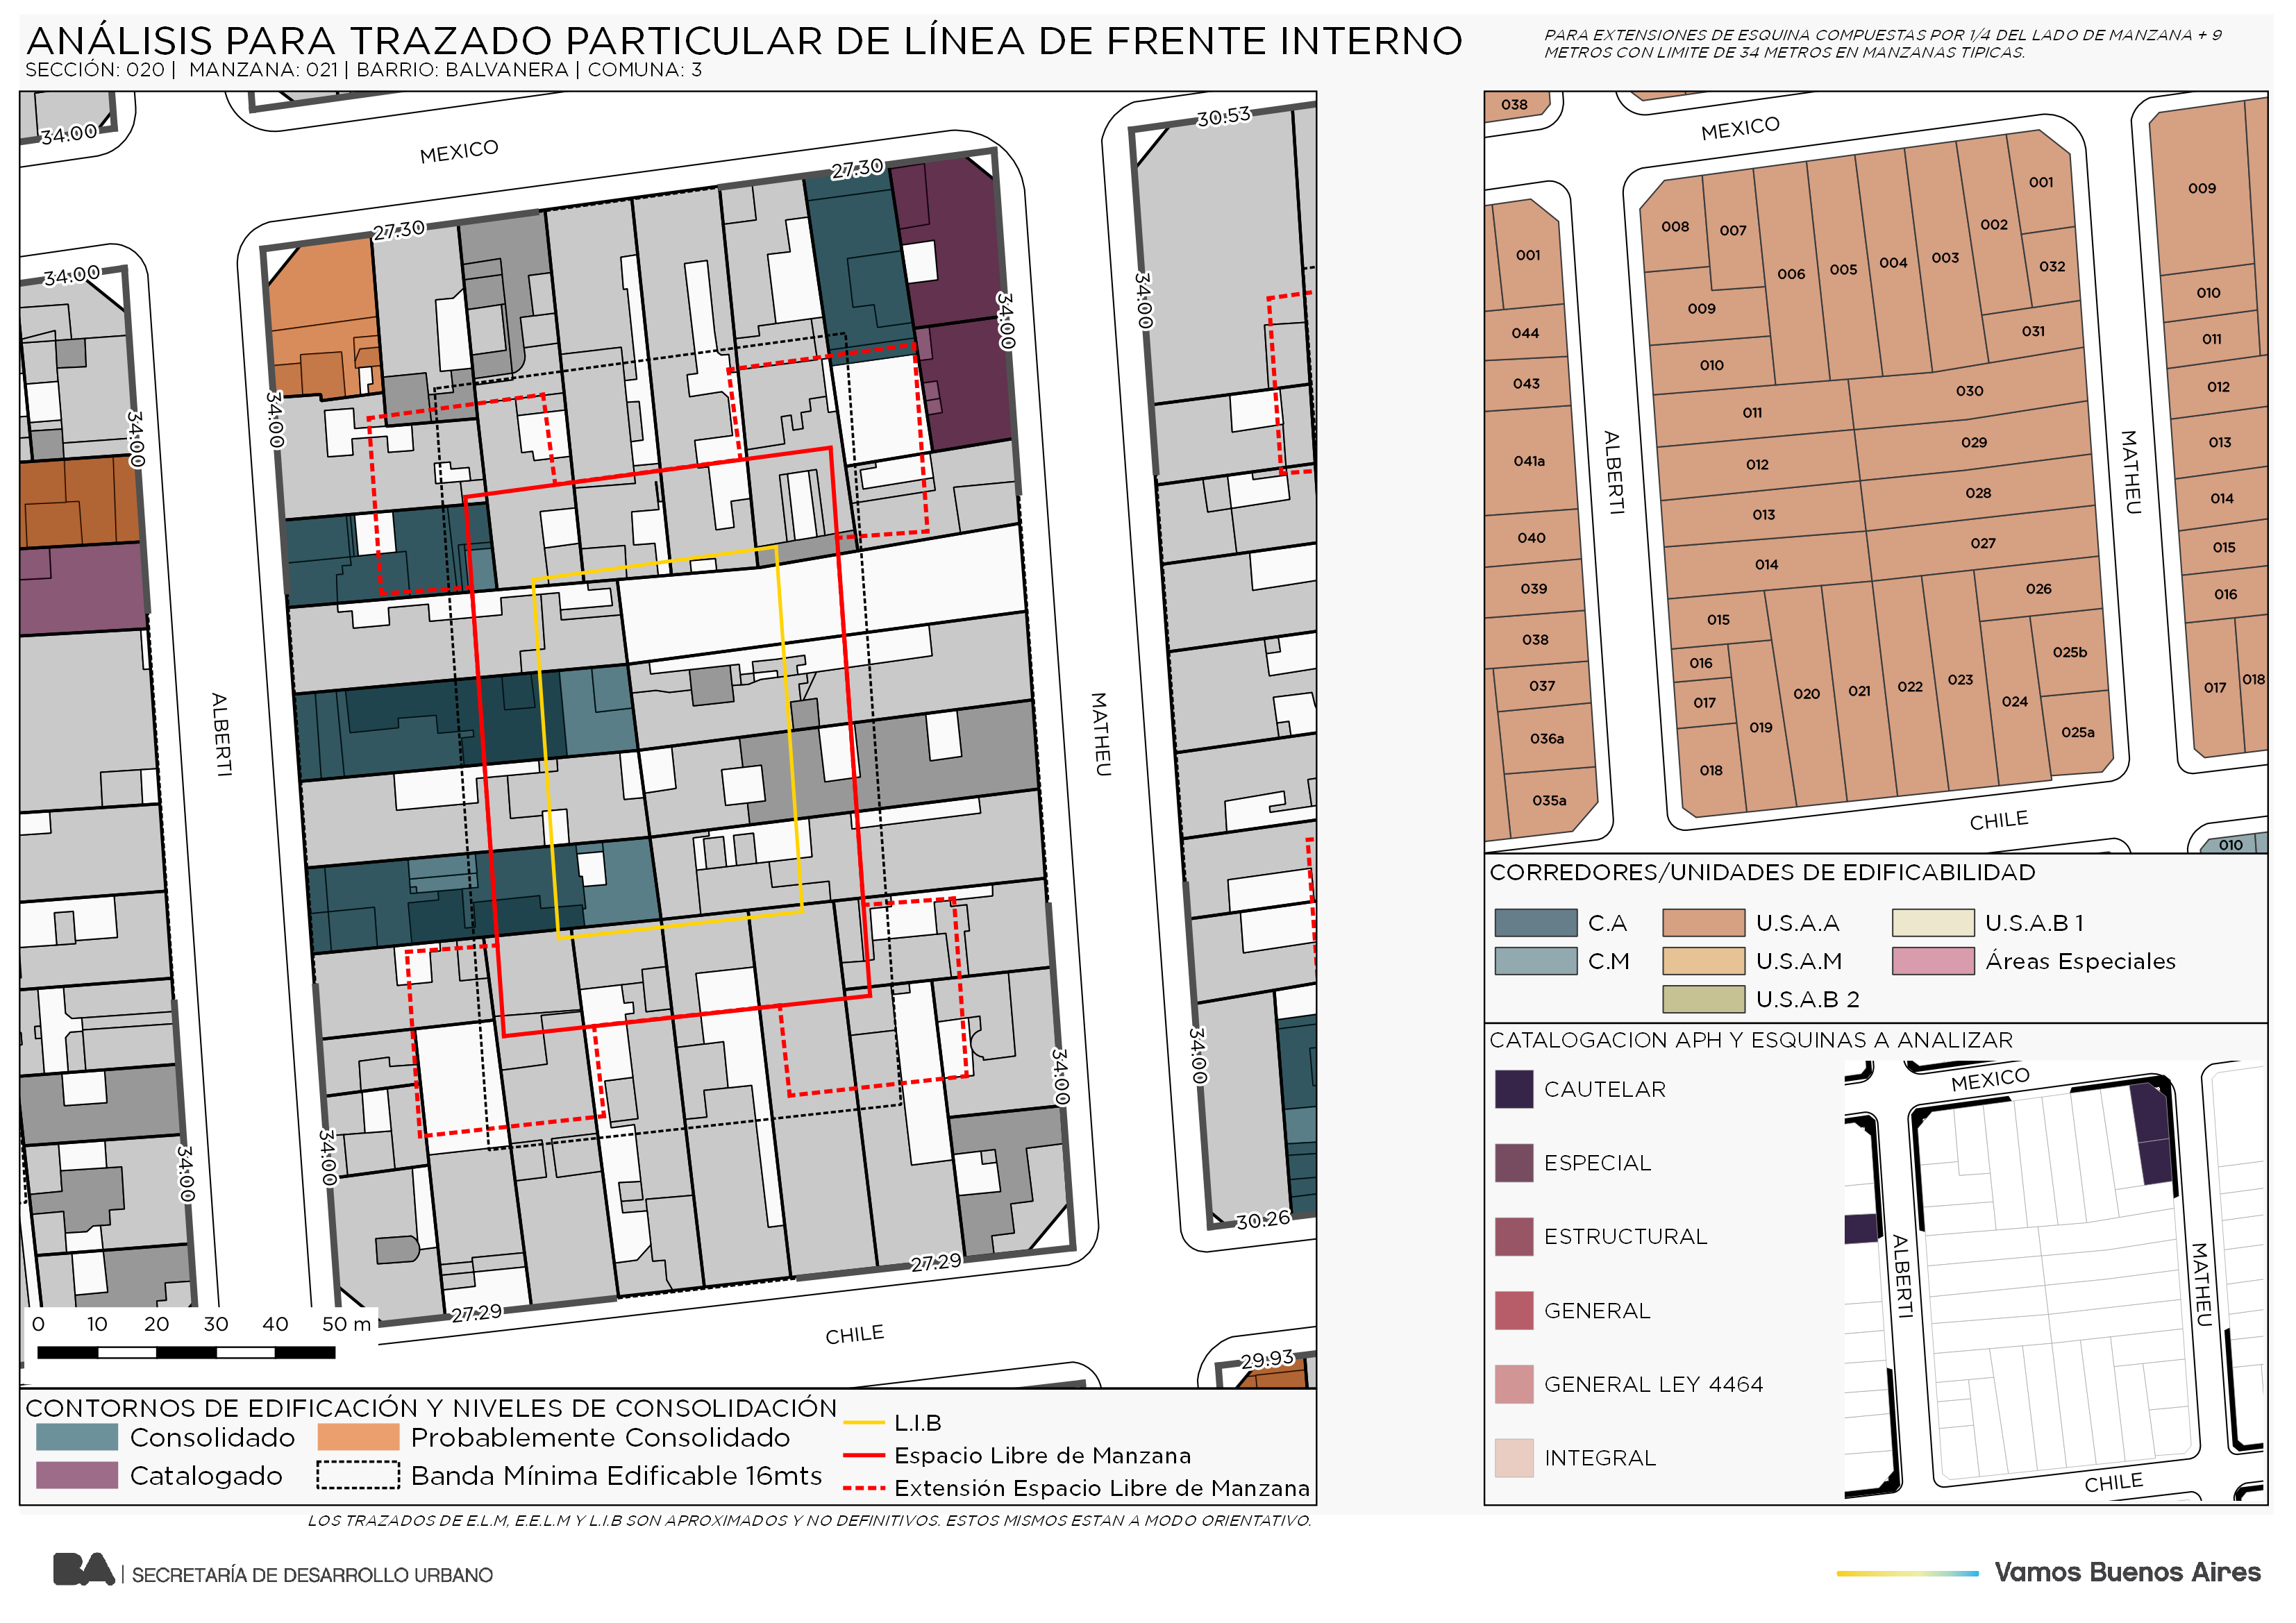 ANÁLISIS PARA TRAZADO PARTICULAR DE LÍNEA DE FRENTE INTERNO
SECCIÓN: 020 | MANZANA: 021 | BARRIO: BALVANERA | COMUNA: 3
PARA EXTENSIONES DE ESQUINA COMPUESTAS POR 1/4 DEL LADO DE MANZANA + 9
METROS CON LIMITE DE 34 METROS EN MANZANAS TIPICAS.
34.00
MEXICO
30.53
27.30
27.30
34.00
34.00
34.00
34.00
34.00
34.00
ALBERTI
MATHEU
34.00
34.00
34.00
34.00
30.26
27.29
27.29
CHILE
29.93
0 10 20 30 40 50 m
CONTORNOS DE EDIFICACIÓN Y NIVELES DE CONSOLIDACIÓN
Consolidado
Probablemente Consolidado
Catalogado
Banda Mínima Edificable 16mts
L.I.B
Espacio Libre de Manzana
Extensión Espacio Libre de Manzana
LOS TRAZADOS DE E.L.M, E.E.L.M Y L.I.B SON APROXIMADOS Y NO DEFINITIVOS. ESTOS MISMOS ESTAN A MODO ORIENTATIVO.
038
MEXICO
001
009
008
007
002
001
006
005
004
003
032
010
009
031
011
044
010
043
030
012
011
029
013
041a
012
ALBERTI
MATHEU
028
014
013
040
027
015
014
039
026
016
015
038
025b
016
037
017
020
021
022
023
024
017
018
036a
019
025a
018
035a
CHILE
010
CORREDORES/UNIDADES DE EDIFICABILIDAD
C.A
U.S.A.A
U.S.A.B 1
C.M
U.S.A.M
Áreas Especiales
U.S.A.B 2
CATALOGACION APH Y ESQUINAS A ANALIZAR
CAUTELAR
ESPECIAL
ESTRUCTURAL
GENERAL
GENERAL LEY 4464
INTEGRAL
MEXICO
ALBERTI
MATHEU
CHILE
BA | SECRETARÍA DE DESARROLLO URBANO
Vamos Buenos Aires